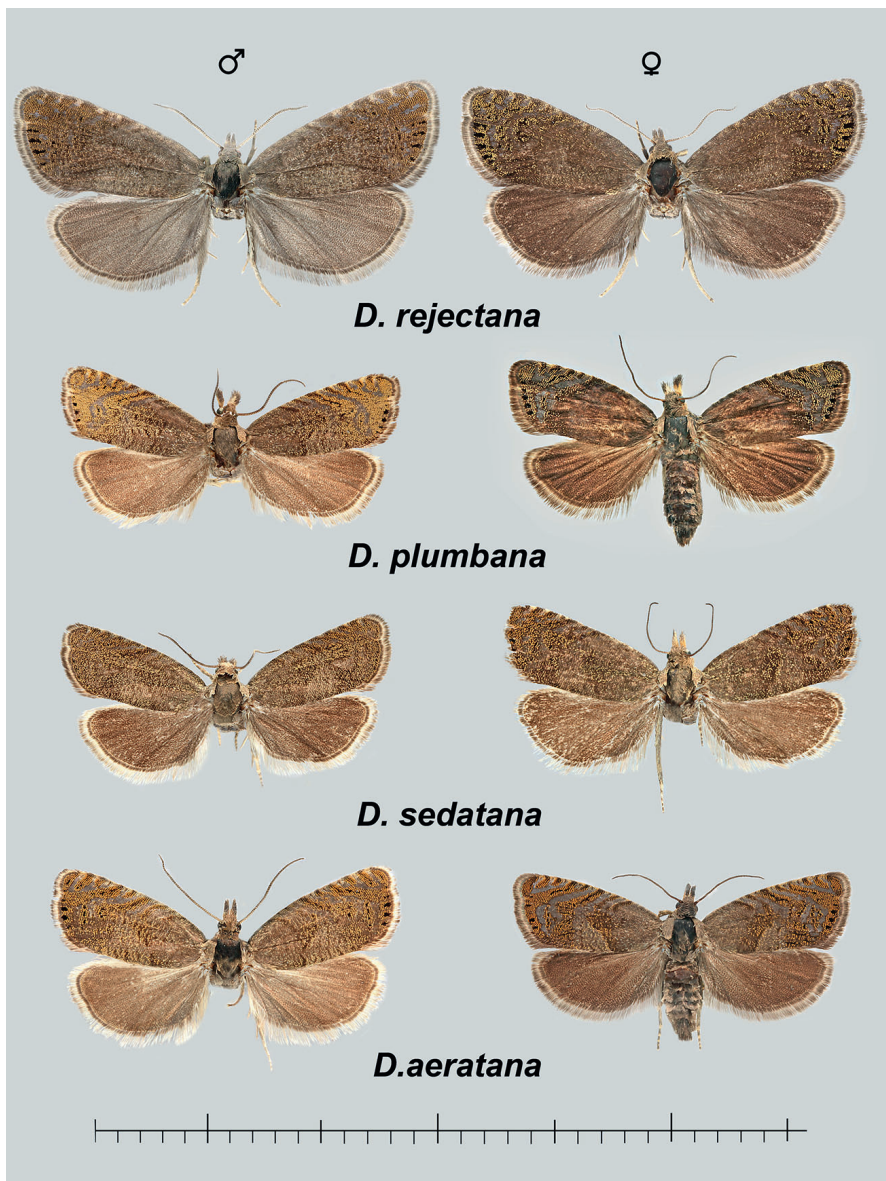 ♂ ♀
D. rejectana
D. plumbana
D. sedatana
D.aeratana